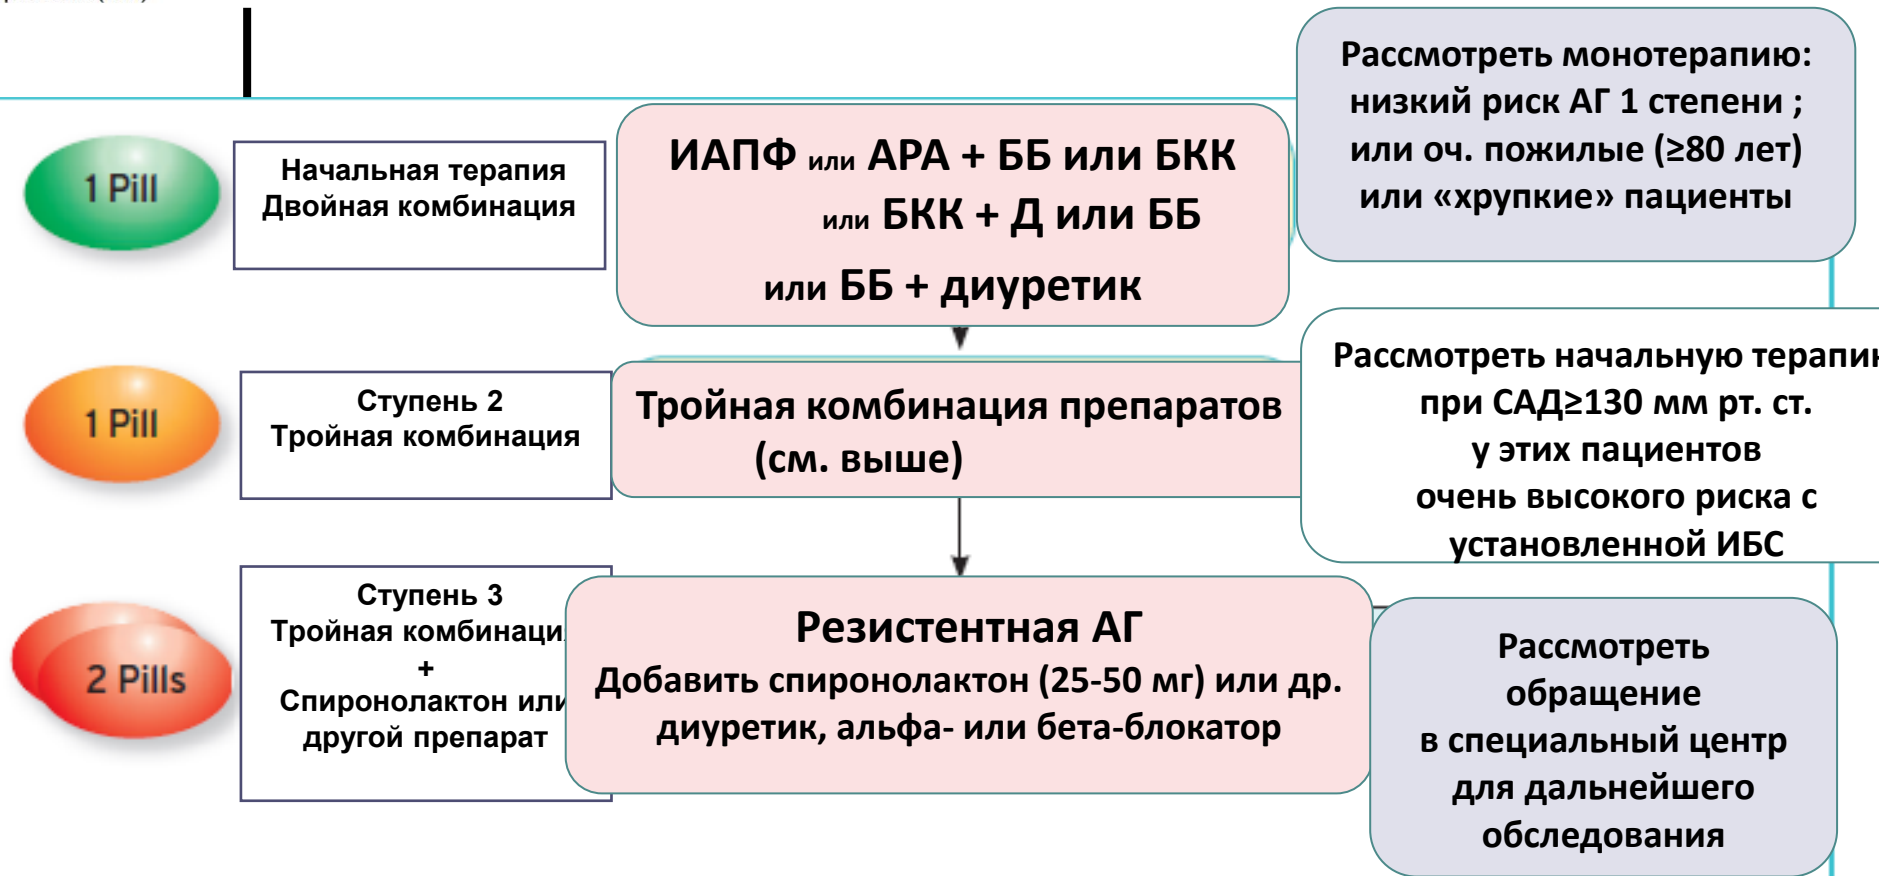 1 Pill
Начальная терапия
Двойная комбинация
ИАПФ или АРА + ББ или БКК
или БКК + Д или ББ
или ББ + диуретик
Рассмотреть монотерапию:
низкий риск АГ 1 степени ;
или оч. пожилые (≥80 лет)
или «хрупкие» пациенты
1 Pill
Ступень 2
Тройная комбинация
Тройная комбинация препаратов
(см. выше)
Рассмотреть начальную терапию
при САД≥130 мм рт. ст.
у этих пациентов
очень высокого риска с
установленной ИБС
2 Pills
Ступень 3
Тройная комбинация
+
Спиронолактон или
другой препарат
Резистентная АГ
Добавить спиронолактон (25-50 мг) или др.
диуретик, альфа- или бета-блокатор
Рассмотреть
обращение
в специальный центр
для дальнейшего
обследования